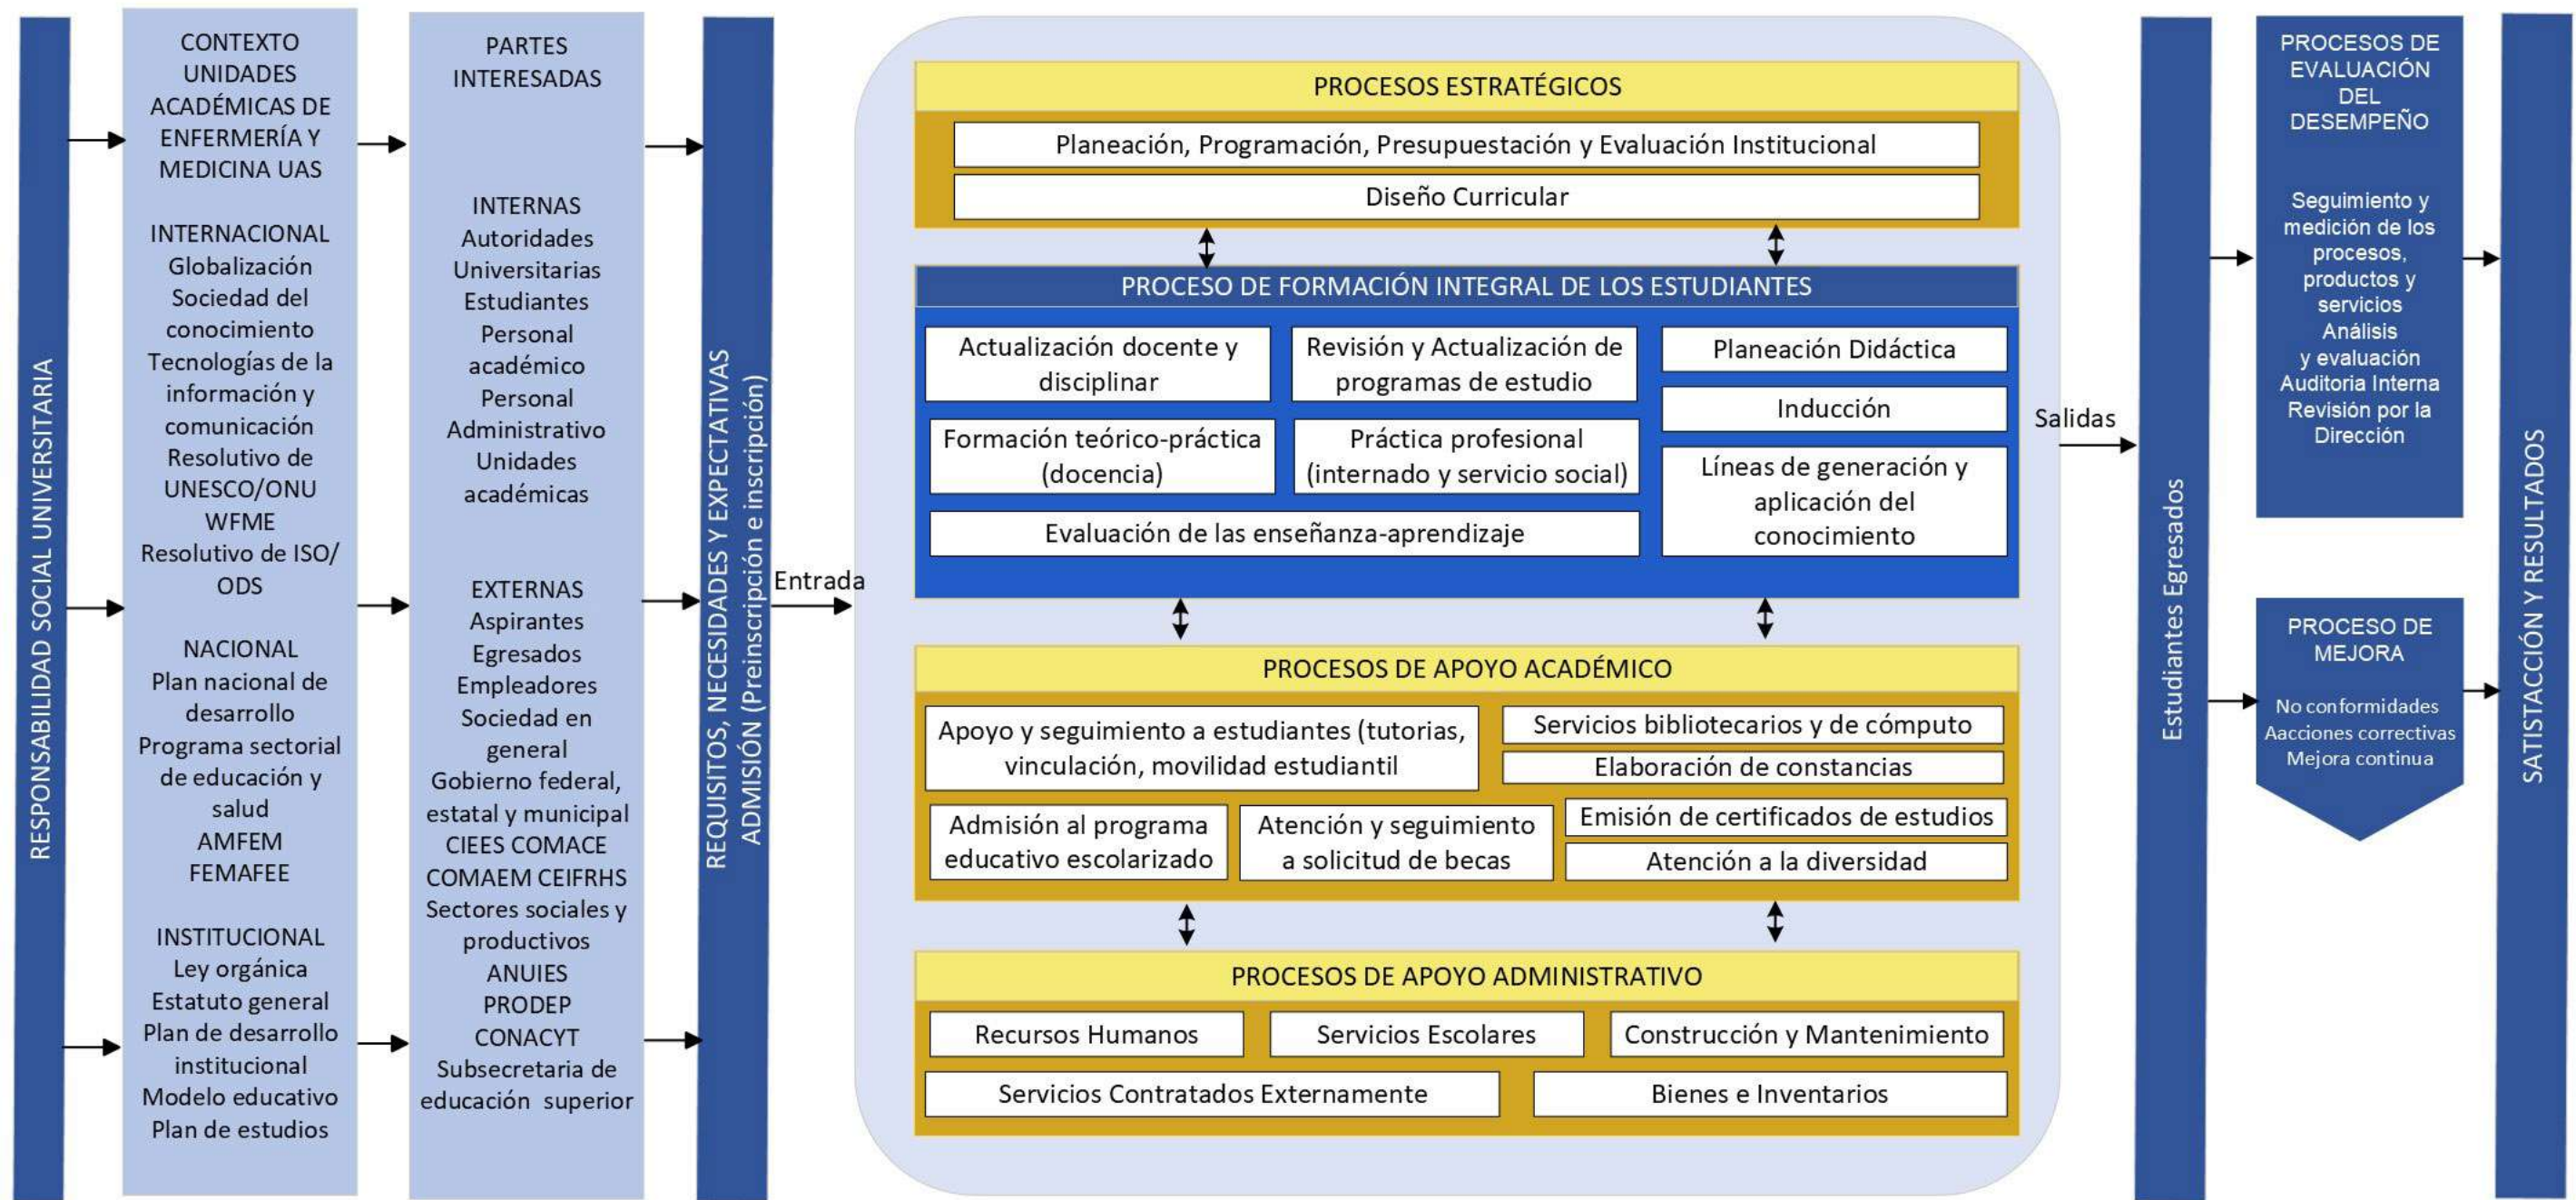 RESPONSABILIDAD SOCIAL UNIVERSITARIA
CONTEXTO
UNIDADES
ACADÉMICAS DE
ENFERMERÍA Y
MEDICINA UAS
INTERNACIONAL
Globalización
Sociedad del
conocimiento
Tecnologías de la
información y
comunicación
Resolutivo de
UNESCO/ONU
WFME
Resolutivo de ISO/
ODS
NACIONAL
Plan nacional de
desarrollo
Programa sectorial
de educación y
salud
AMFEM
FEMAFEE
INSTITUCIONAL
Ley orgánica
Estatuto general
Plan de desarrollo
institucional
Modelo educativo
Plan de estudios
PARTES
INTERESADAS
INTERNAS
Autoridades
Universitarias
Estudiantes
Personal
académico
Personal
Administrativo
Unidades
académicas
EXTERNAS
Aspirantes
Egresados
Empleadores
Sociedad en
general
Gobierno federal,
estatal y municipal
CIEES COMACE
COMAEM CEIFRHS
Sectores sociales y
productivos
ANUIES
PRODEP
CONACYT
Subsecretaria de
educación superior
REQUISITOS, NECESIDADES Y EXPECTATIVAS
ADMISIÓN (Preinscripción e inscripción)
Entrada
PROCESOS ESTRATÉGICOS
Planeación, Programación, Presupuestación y Evaluación Institucional
Diseño Curricular
PROCESO DE FORMACIÓN INTEGRAL DE LOS ESTUDIANTES
Actualización docente y
disciplinar
Revisión y Actualización de
programas de estudio
Planeación Didáctica
Inducción
Formación teórico-práctica
(docencia)
Práctica profesional
(internado y servicio social)
Líneas de generación y
aplicación del
conocimiento
Evaluación de las enseñanza-aprendizaje
PROCESOS DE APOYO ACADÉMICO
Apoyo y seguimiento a estudiantes (tutorias,
vinculación, movilidad estudiantil
Servicios bibliotecarios y de cómputo
Elaboración de constancias
Admisión al programa
educativo escolarizado
Atención y seguimiento
a solicitud de becas
Emisión de certificados de estudios
Atención a la diversidad
PROCESOS DE APOYO ADMINISTRATIVO
Recursos Humanos
Servicios Escolares
Construcción y Mantenimiento
Servicios Contratados Externamente
Bienes e Inventarios
Salidas
Estudiantes Egresados
PROCESOS DE
EVALUACIÓN
DEL
DESEMPEÑO
Seguimiento y
medición de los
procesos,
productos y
servicios
Análisis
y evaluación
Auditoria Interna
Revisión por la
Dirección
PROCESO DE
MEJORA
No conformidades
Aacciones correctivas
Mejora continua
SATISTACCIÓN Y RESULTADOS